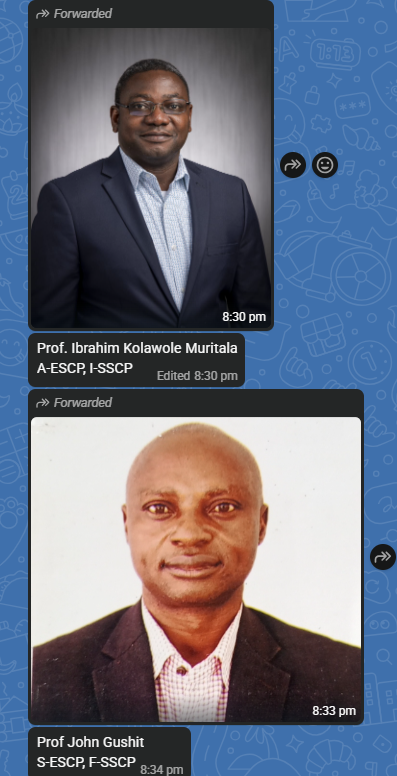 Forwarded
8:30 pm
Prof. Ibrahim Kolawole Muritala
A-ESCP, I-SSCP
Edited 8:30 pm
Forwarded
8:33 pm
Prof John Gushit
S-ESCP, F-SSCP
8:34 pm